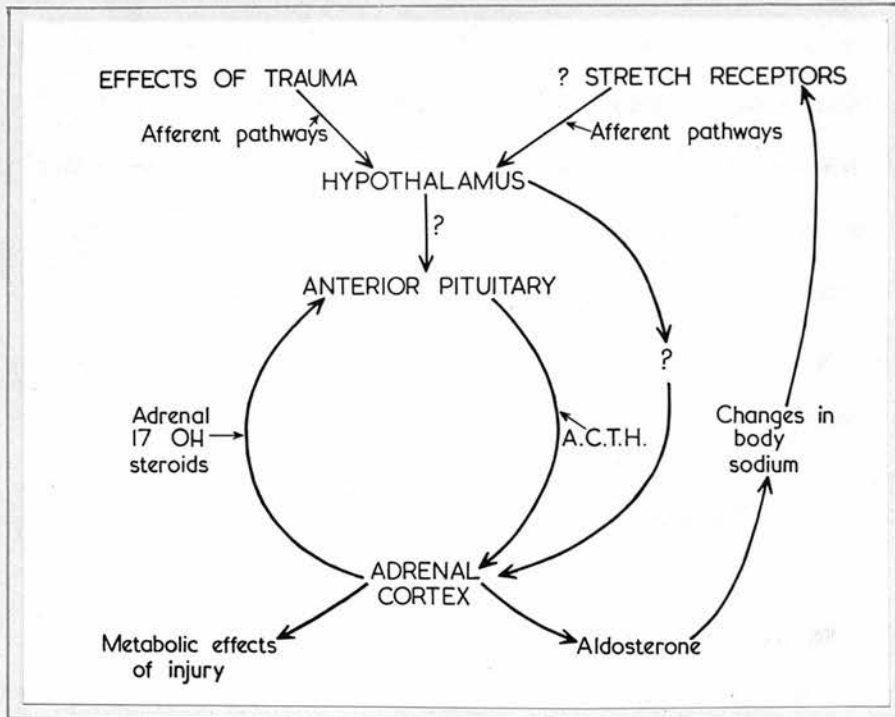 EFFECTS OF TRAUMA
? STRETCH RECEPTORS
Afferent pathways
Afferent pathways
HYPOTHALAMUS
?
ANTERIOR PITUITARY
?
Adrenal
17 OH
steroids
A.C.T.H.
Changes in
body
sodium
ADRENAL
CORTEX
Metabolic effects
of injury
Aldosterone